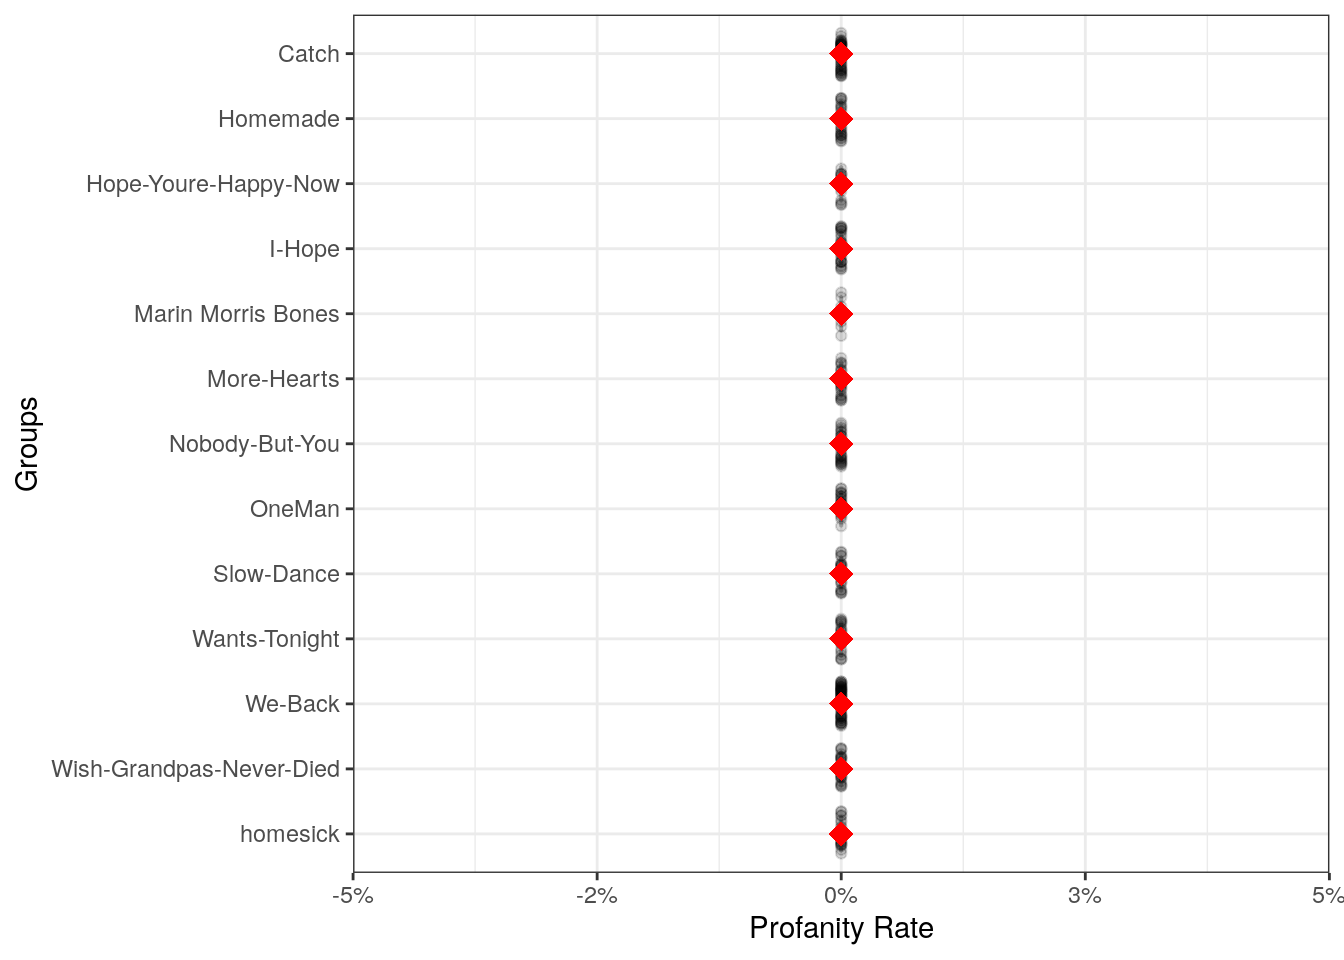 Catch
Homemade
Hope-Youre-Happy-Now
I-Hope
Marin Morris Bones
More-Hearts
Nobody-But-You
OneMan
Slow-Dance
Wants-Tonight
We-Back
Wish-Grandpas-Never-Died
homesick
Groups
-5% -2% 0% 3% 5%
Profanity Rate